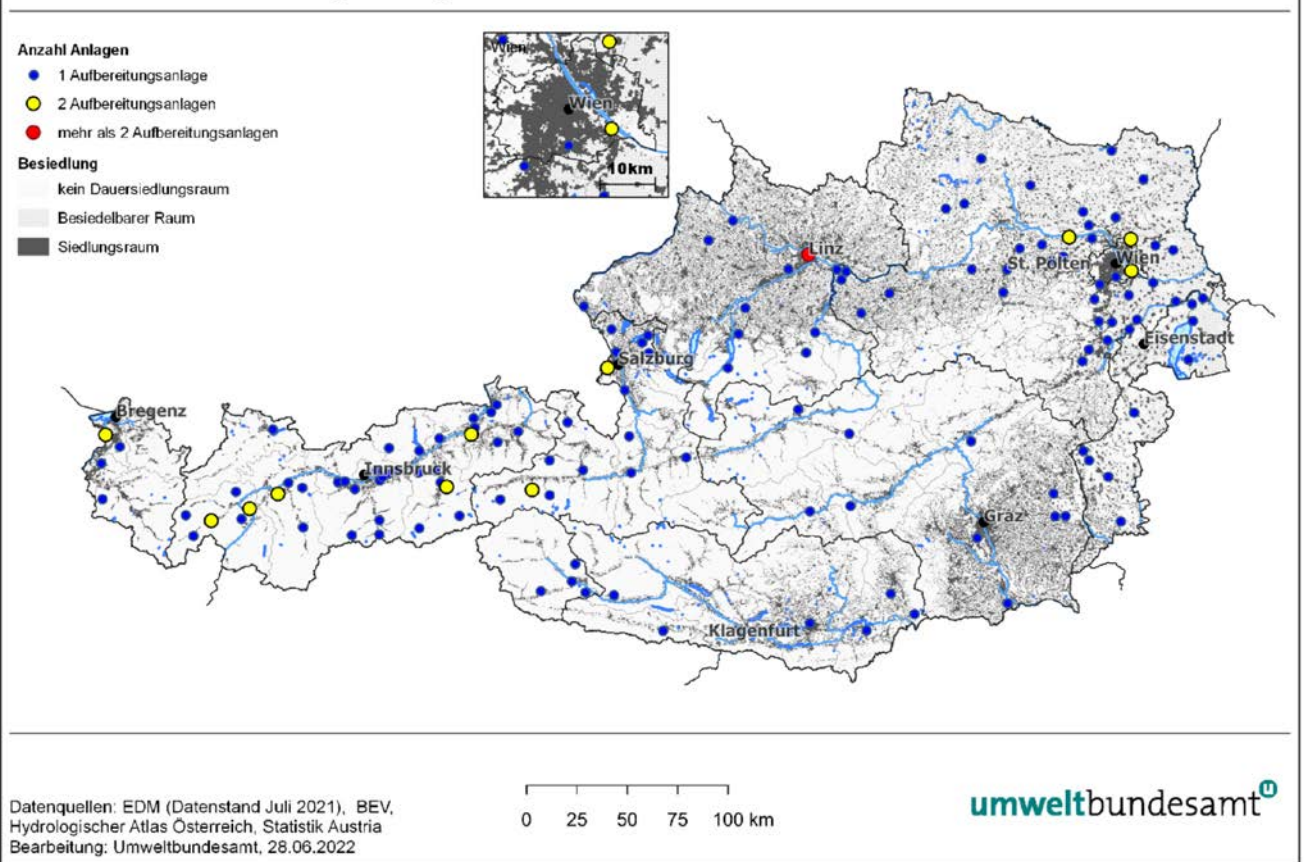 Anzahl Anlagen
1 Aufbereitungsanlage
2 Aufbereitungsanlagen
mehr als 2 Aufbereitungsanlagen
Besiedlung
kein Dauersiedlungsraum
Besiedelbarer Raum
Siedlungsraum
Wien
Wien
10km
Linz
St. Pölten
Wien
Eisenstadt
Salzburg
Bregenz
Innsbruck
Graz
Klagenfurt
Datenquellen: EDM (Datenstand Juli 2021), BEV,
Hydrologischer Atlas Österreich, Statistik Austria
Bearbeitung: Umweltbundesamt, 28.06.2022
0 25 50 75 100 km
umweltbundesamt U